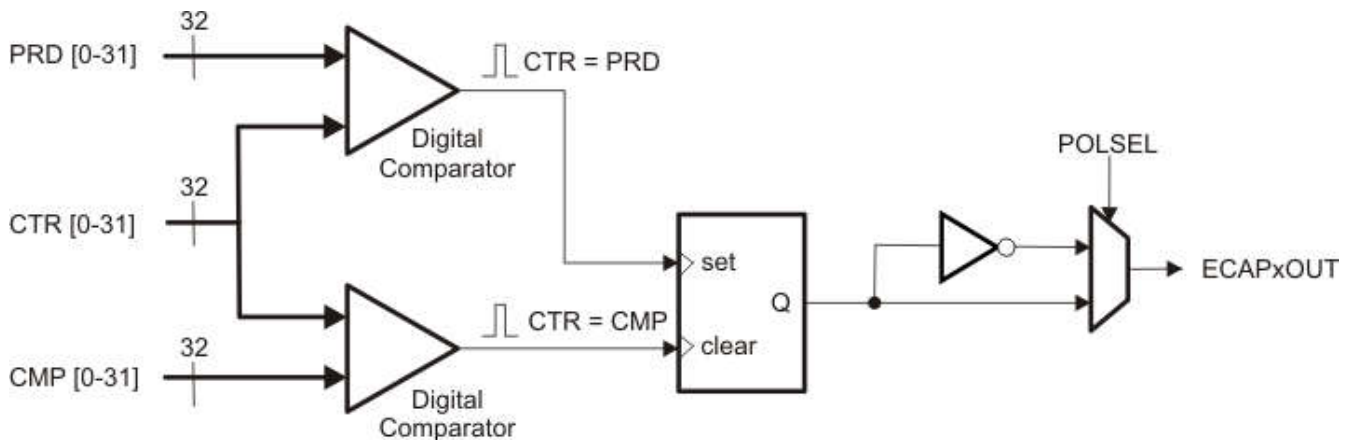 32
PRD [0-31]
CTR = PRD
Digital
Comparator
POLSEL
32
CTR [0-31]
set
ECAPxOUT
Q
CTR = CMP
clear
32
CMP [0-31]
Digital
Comparator